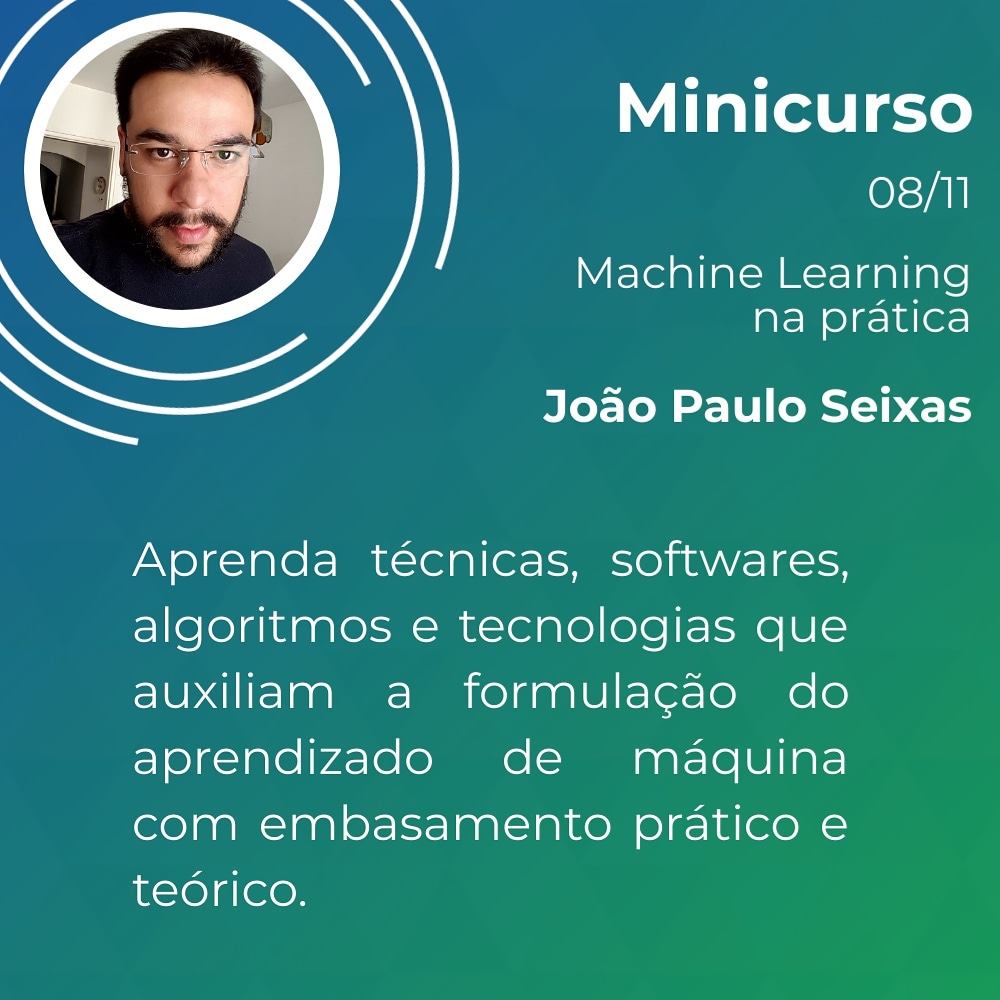 Minicurso
08/11
Machine Learning
na prática
João Paulo Seixas
Aprenda técnicas, softwares,
algoritmos e tecnologias que
auxiliam a formulação do
aprendizado de máquina
com embasamento prático e
teórico.